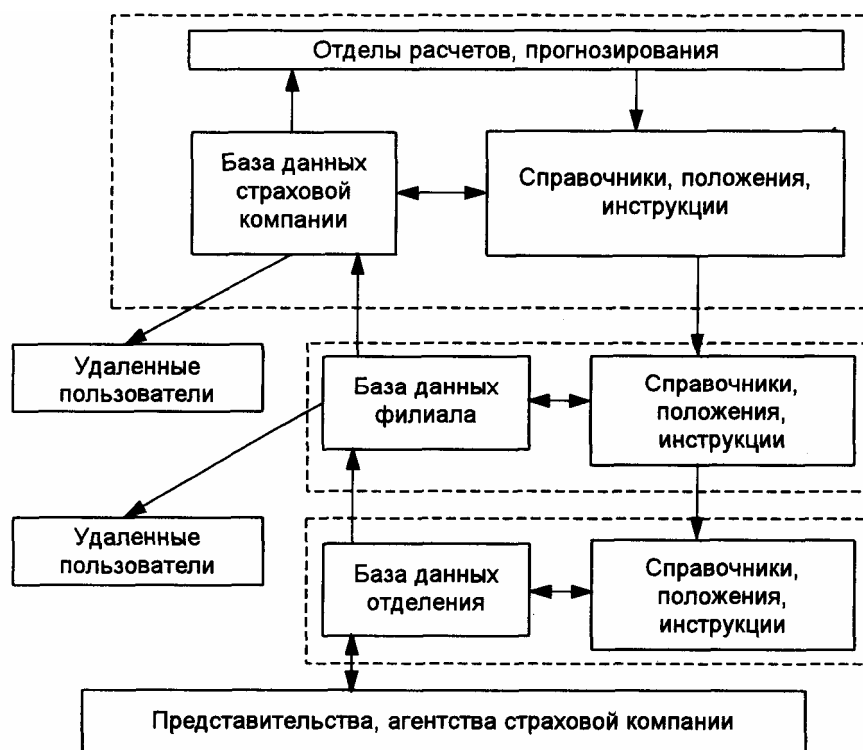 Отделы расчетов, прогнозирования
База данных
страховой
компании
Справочники, положения,
инструкции
Удаленные
пользователи
База данных
филиала
Справочники,
положения,
инструкции
Удаленные
пользователи
База данных
отделения
Справочники,
положения,
инструкции
Представительства, агентства страховой компании